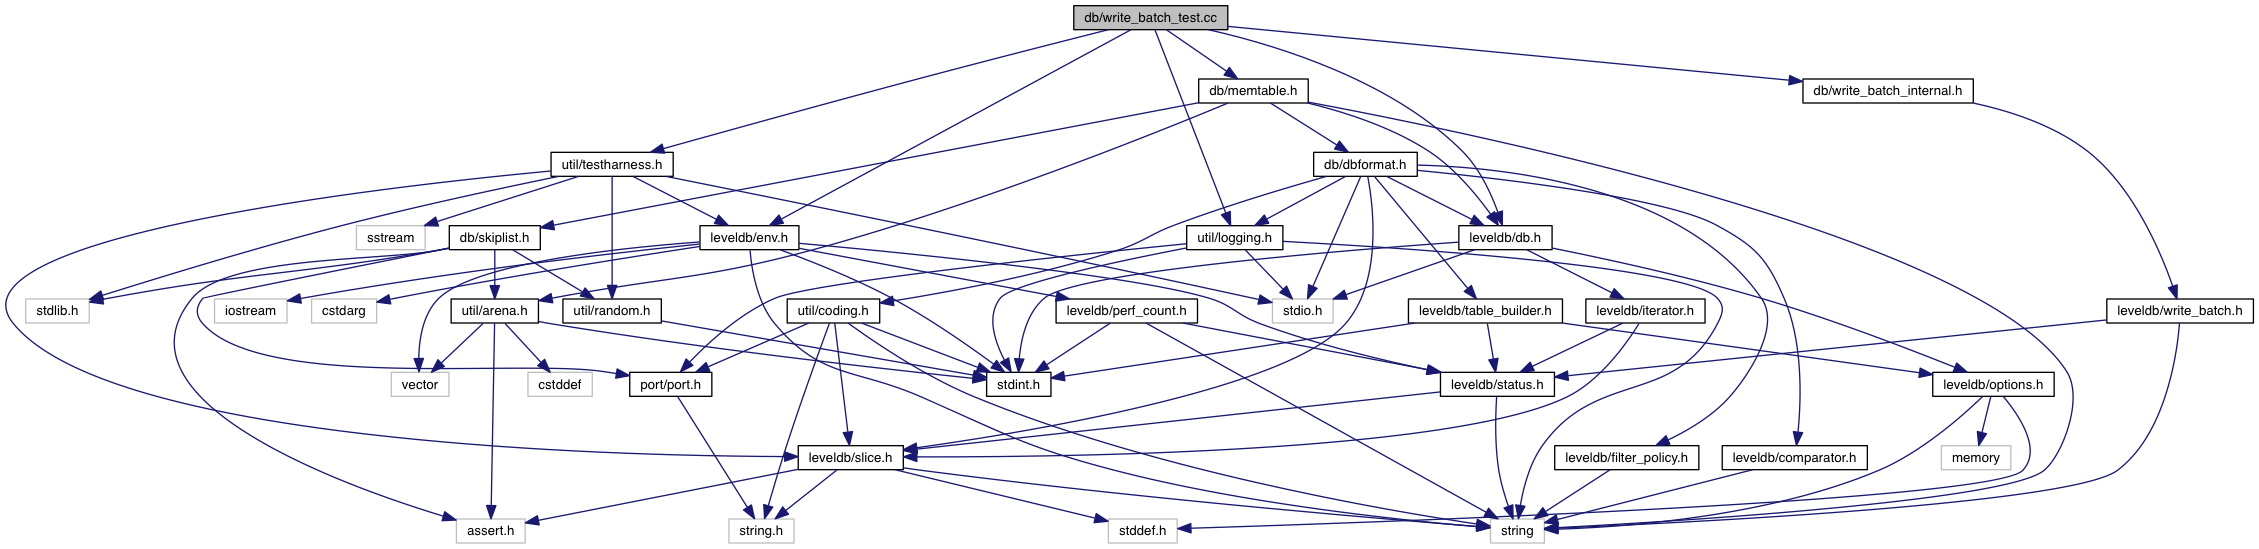 db/write_batch_test.cc
db/memtable.h
db/write_batch_internal.h
util/testharness.h
db/dbformat.h
sstream
db/skiplist.h
leveldb/env.h
util/logging.h
leveldb/db.h
stdlib.h
iostream
cstdarg
util/arena.h
util/random.h
util/coding.h
leveldb/perf_count.h
stdio.h
leveldb/table_builder.h
leveldb/iterator.h
leveldb/write_batch.h
vector
cstddef
port/port.h
stdint.h
leveldb/status.h
leveldb/options.h
leveldb/slice.h
leveldb/filter_policy.h
leveldb/comparator.h
memory
assert.h
string.h
stddef.h
string